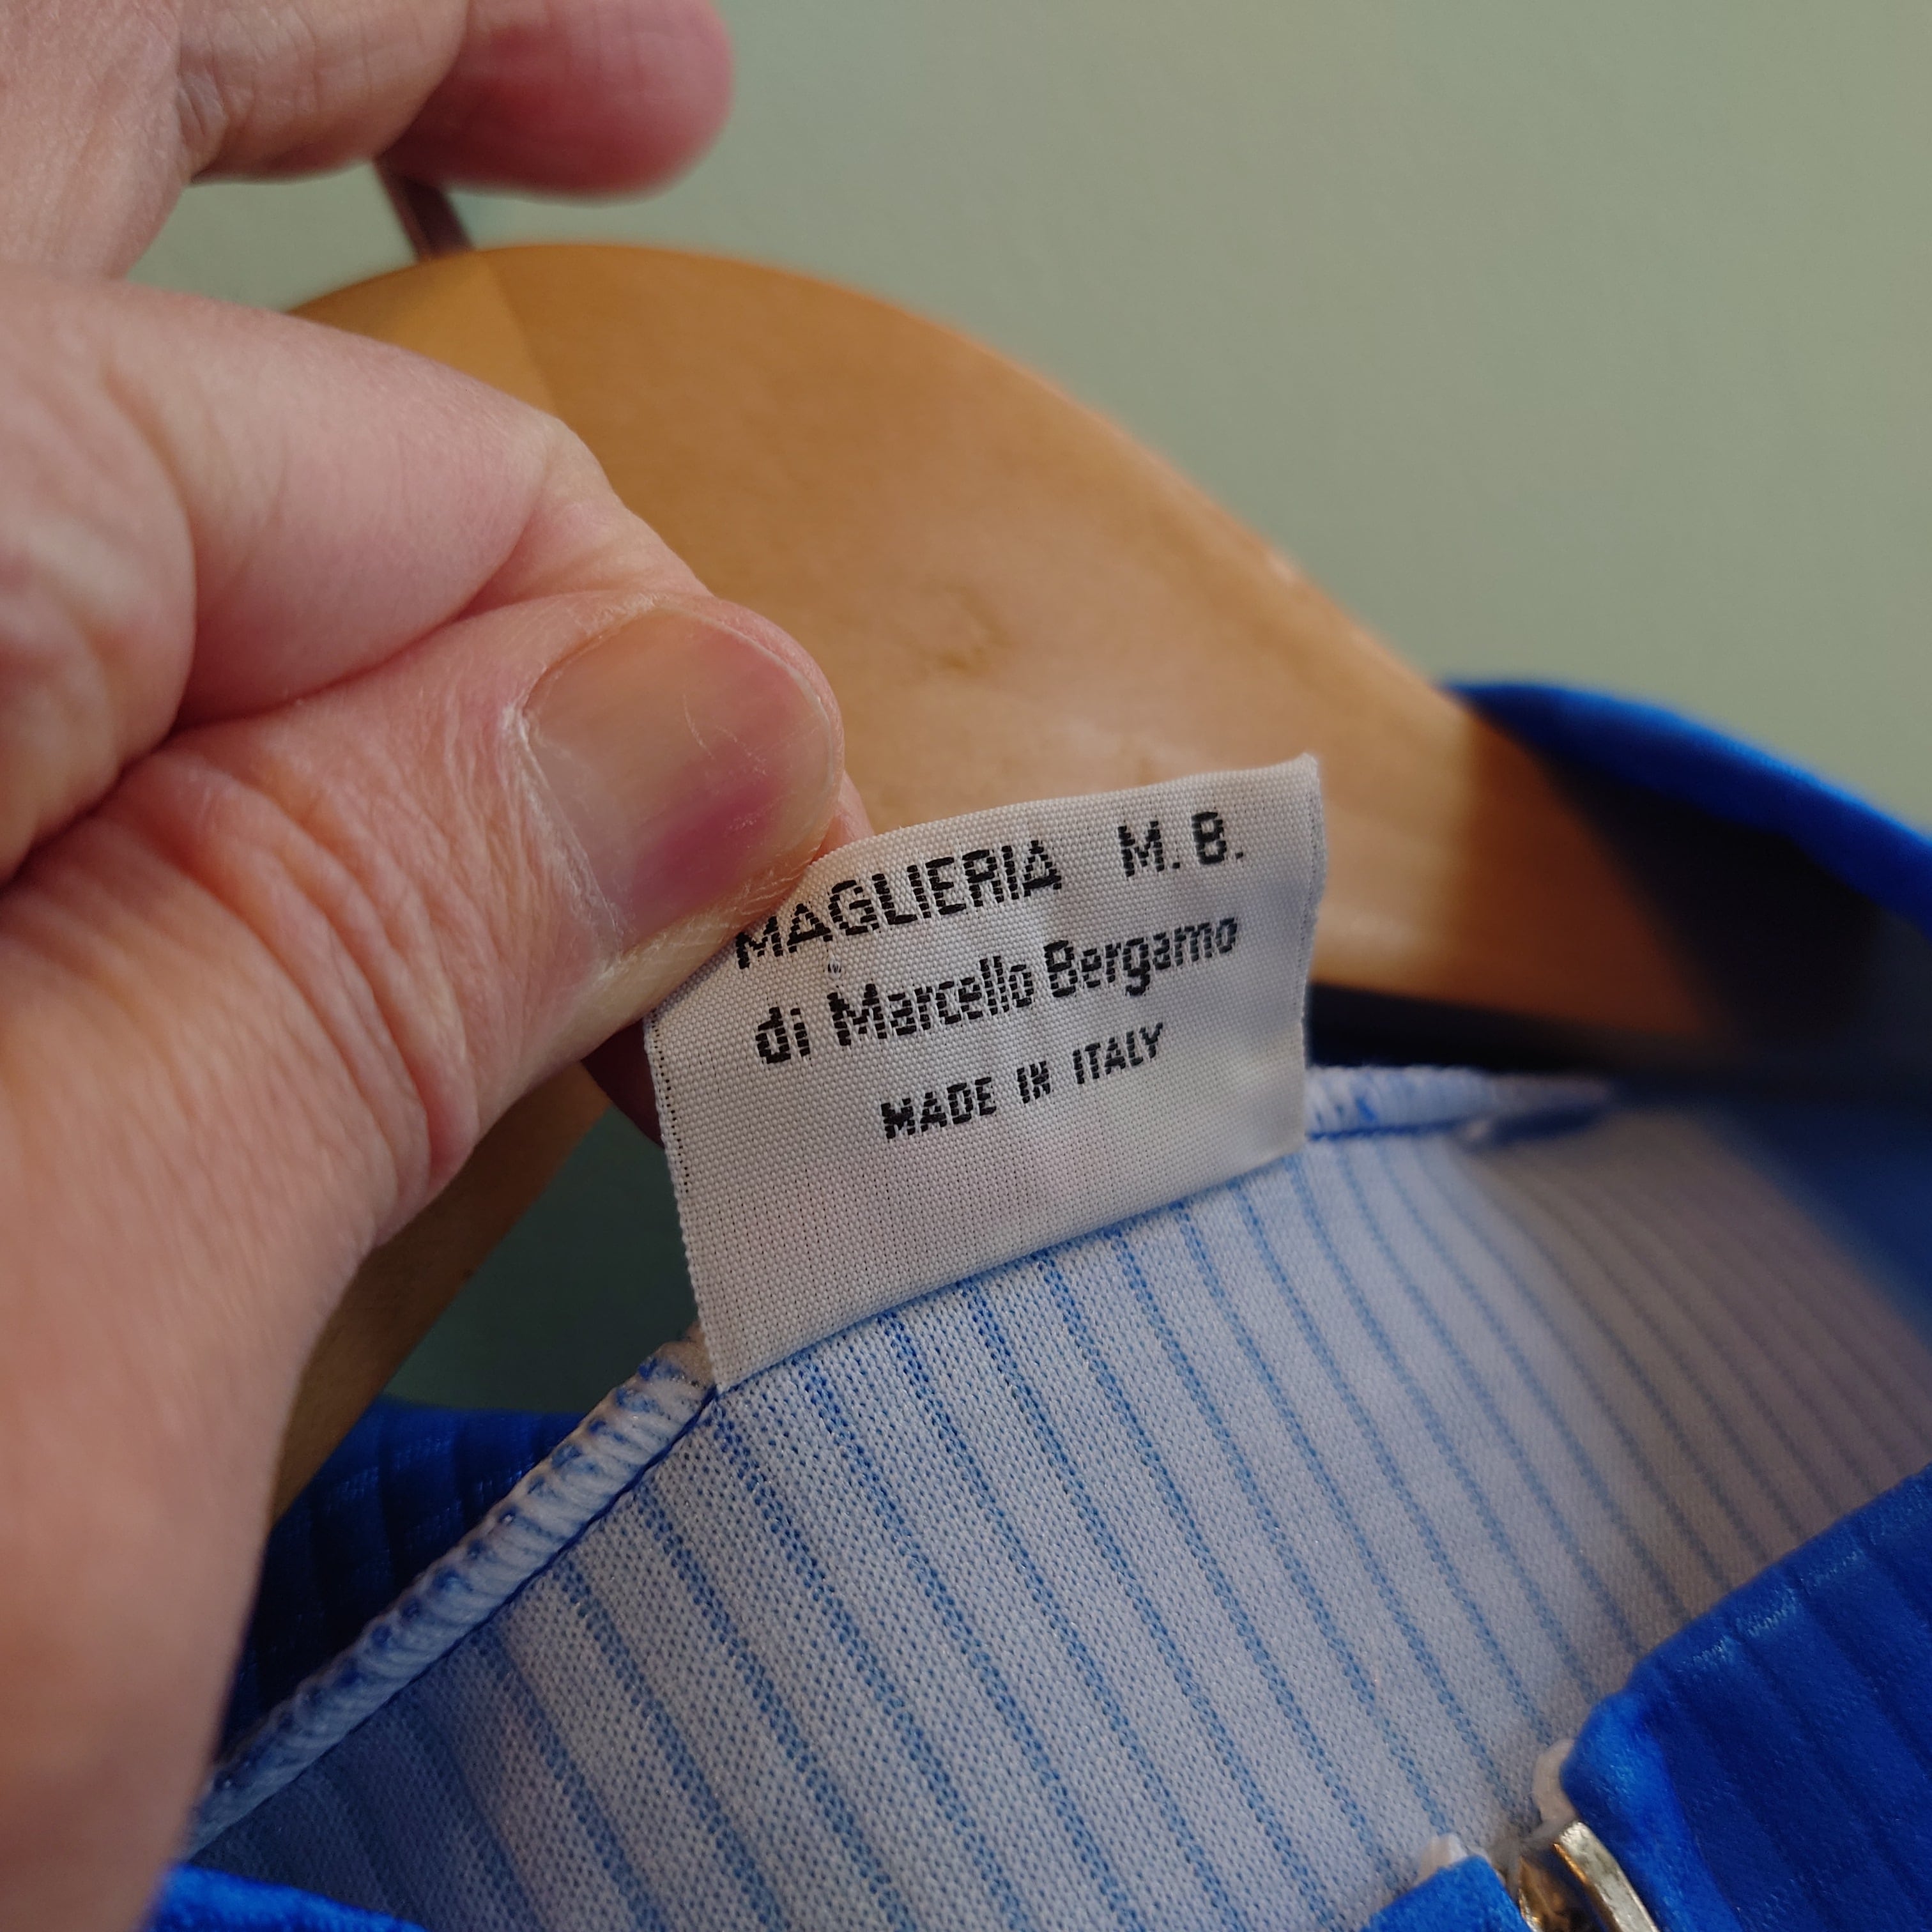 MAGLIERIA M. B.
di Marcello Bergamo
MADE IN ITALY